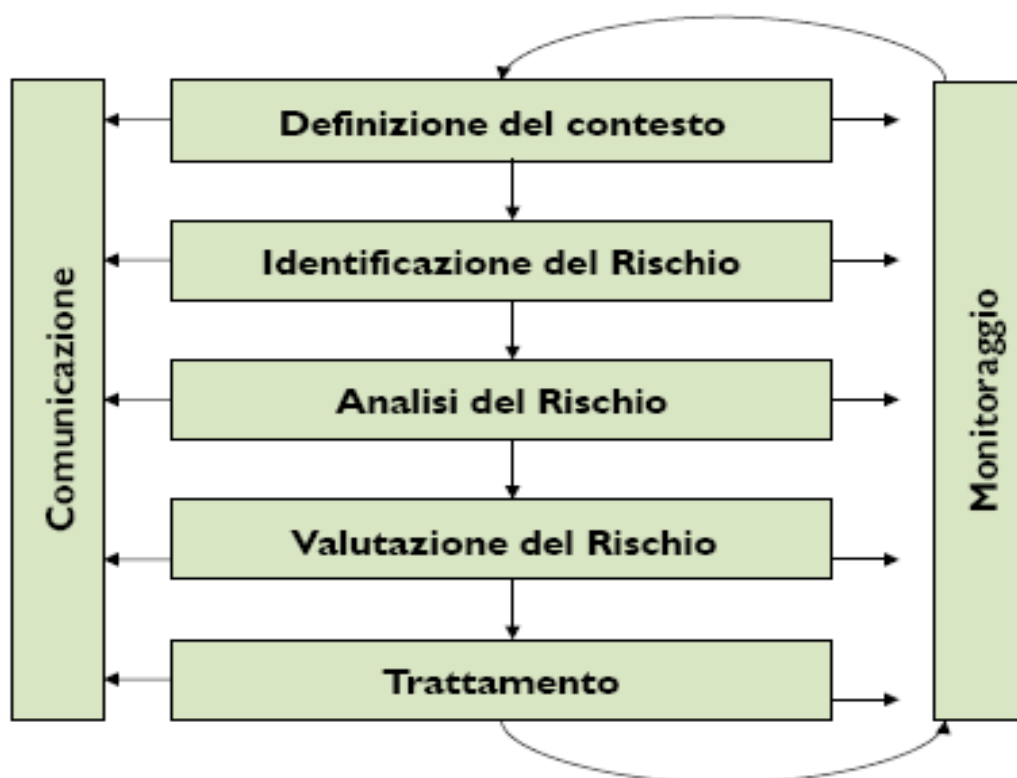 Definizione del contesto
Identificazione del Rischio
Analisi del Rischio
Valutazione del Rischio
Trattamento
Comunicazione
Monitoraggio